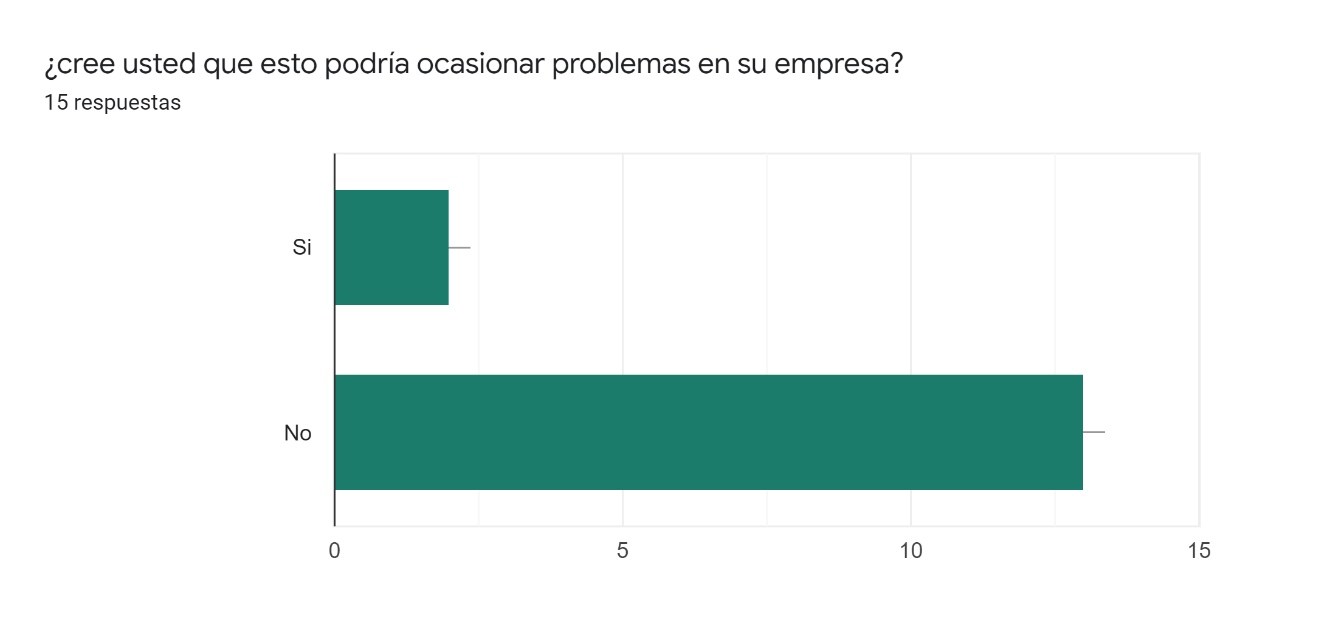 ¿cree usted que esto podría ocasionar problemas en su empresa?
15 respuestas
Si
No
0 5 10 15